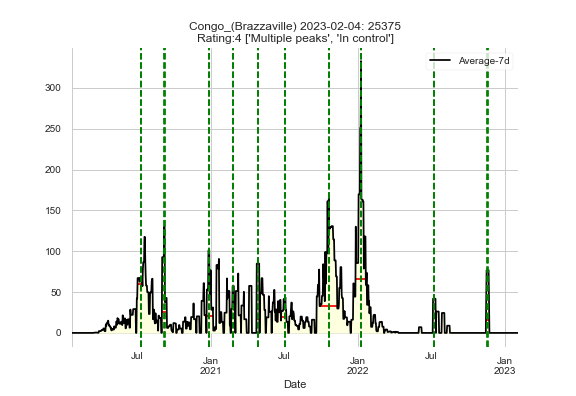 Congo_(Brazzaville) 2023-02-04: 25375
Rating:4 ['Multiple peaks', 'In control']
Average-7d
350
300
250
200
150
100
50
0
Jul
Jan
2021
Jul
Jan
2022
Jul
Jan
2023
Date